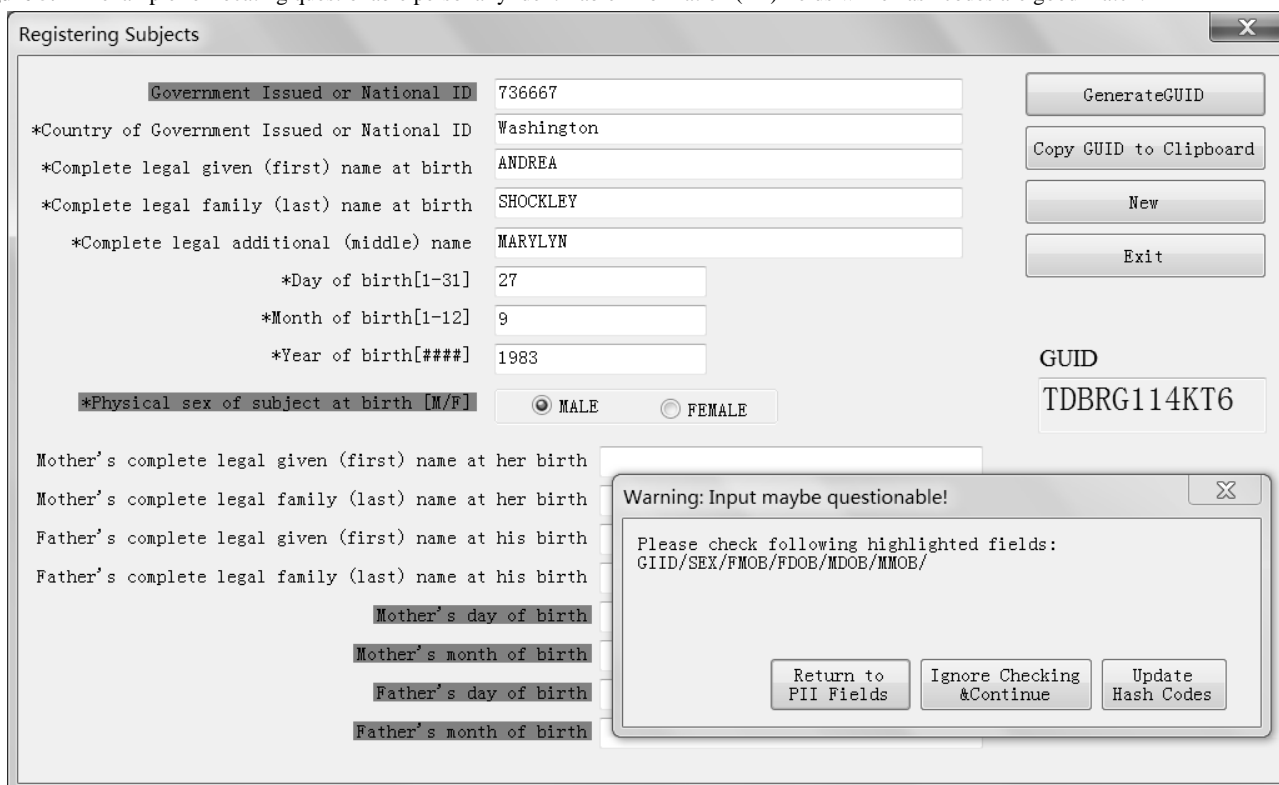 Registering Subjects
X
Government Issued or National ID 736667
GenerateGUID
*Country of Government Issued or National ID Washington
Copy GUID to Clipboard
*Complete legal given (first) name at birth ANDREA
*Complete legal family (last) name at birth SHOCKLEY
New
*Complete legal additional (middle) name MARYLYN
Exit
*Day of birth[1-31] 27
*Month of birth[1-12] 9
*Year of birth[####] 1983
GUID
*Physical sex of subject at birth [M/F] MALE FEMALE
TDBRG114KT6
Mother's complete legal given (first) name at her birth
Mother's complete legal family (last) name at her birth
Father's complete legal given (first) name at his birth
Father's complete legal family (last) name at his birth
Mother's day of birth
Mother's month of birth
Father's day of birth
Father's month of birth
Warning: Input maybe questionable!
Please check following highlighted fields:
GIID/SEX/FMOB/FDOB/MDOB/MMOB/
Return to
PII Fields
Ignore Checking
&Continue
Update
Hash Codes